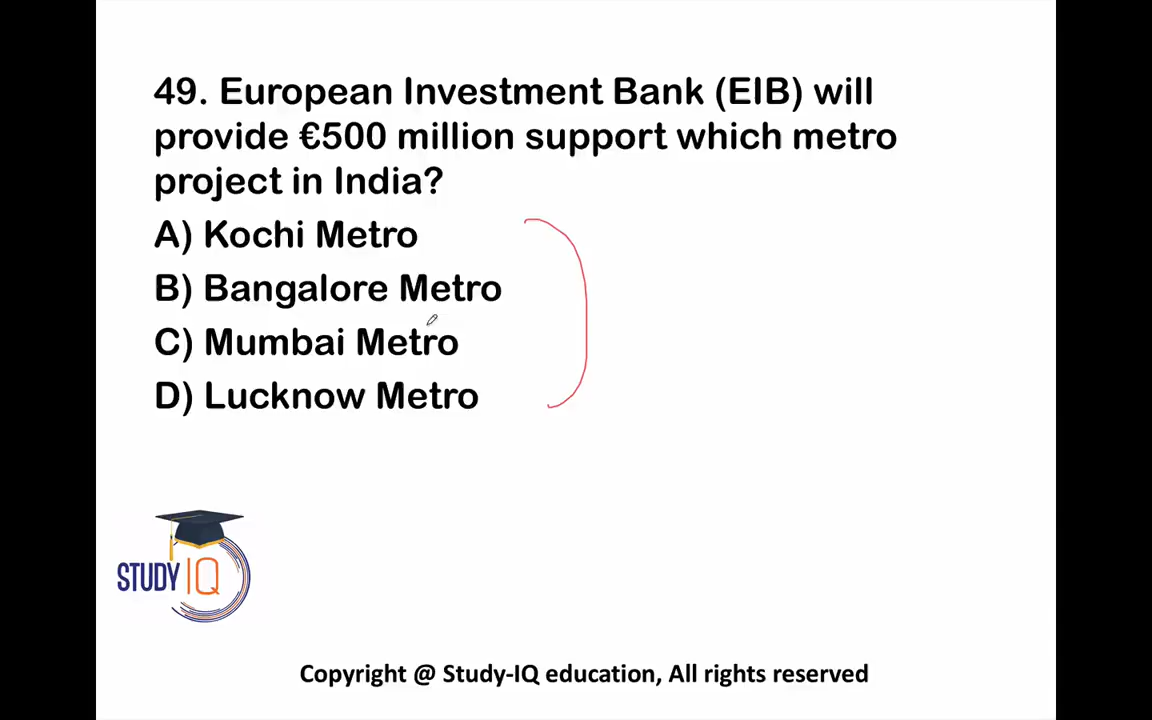 49. European Investment Bank (EIB) will
provide €500 million support which metro
project in India?
A) Kochi Metro
B) Bangalore Metro
C) Mumbai Metro
D) Lucknow Metro
STUDY IQ
Copyright @ Study-IQ education, All rights reserved